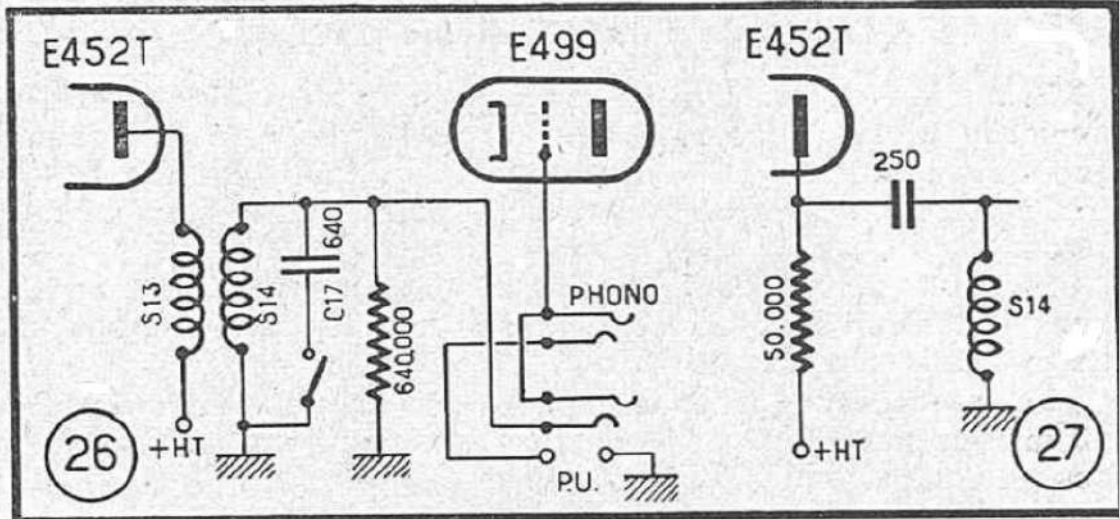 E452T
E499
E452T
250
S13
S14
640
C17
640.000
PHONO
50.000
S14
26
+HT
P.U.
+HT
27